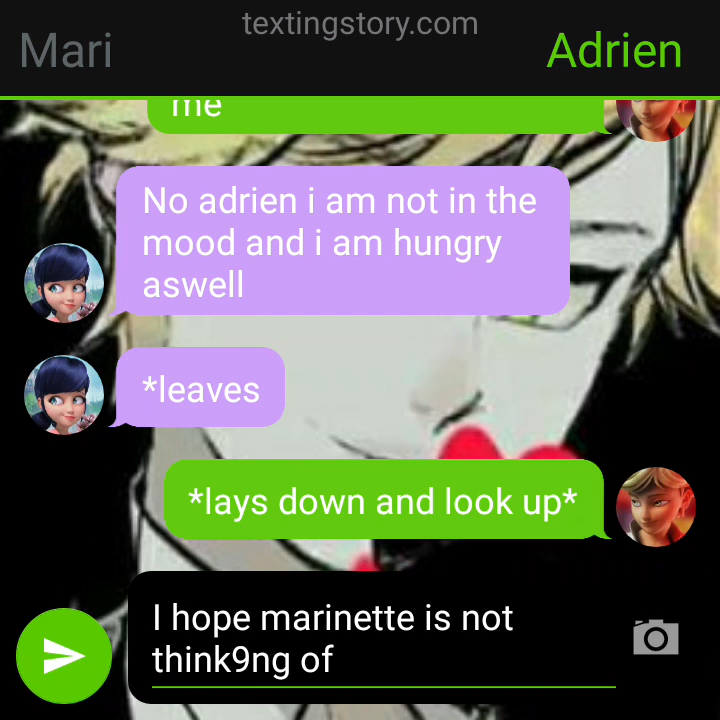 textingstory.com
Mari
Adrien
me
No adrien i am not in the
mood and i am hungry
aswell
*leaves
*lays down and look up*
I hope marinette is not
think9ng of